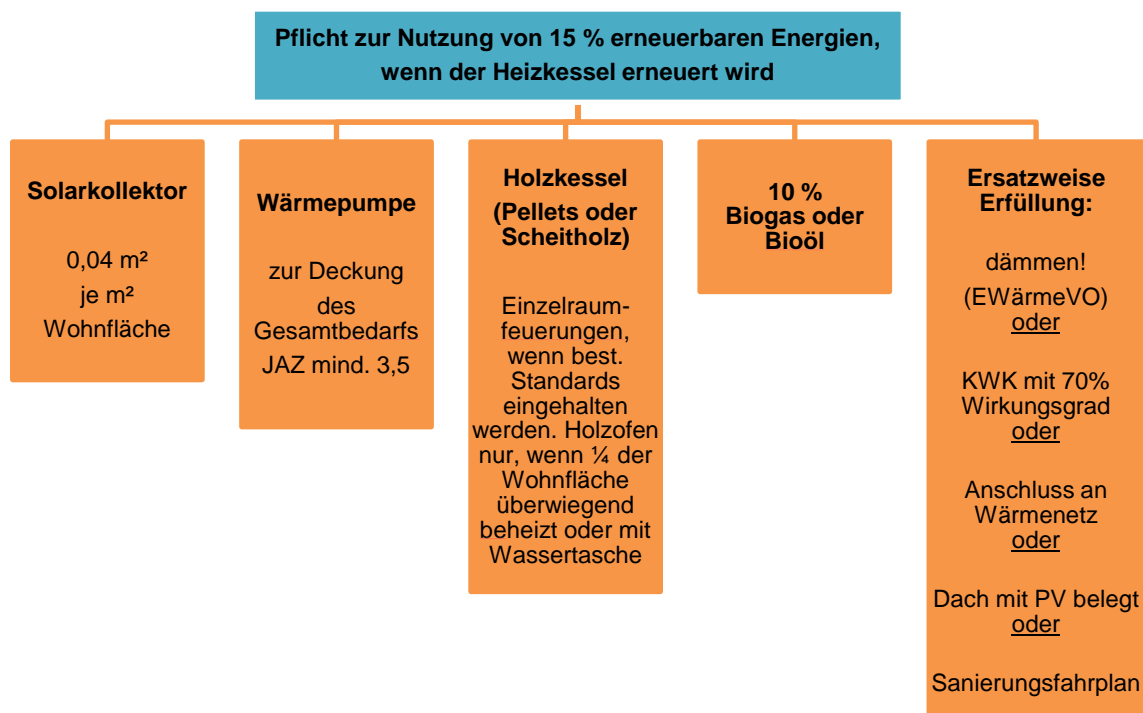 Pflicht zur Nutzung von 15 % erneuerbaren Energien,
wenn der Heizkessel erneuert wird
Solarkollektor
0,04 m²
je m²
Wohnfläche
Wärmepumpe
zur Deckung
des
Gesamtbedarfs
JAZ mind. 3,5
Holzkessel
(Pellets oder
Scheitholz)
Einzelraum-
feuerungen,
wenn best.
Standards
eingehalten
werden. Holzofen
nur, wenn ¼ der
Wohnfläche
überwiegend
beheizt oder mit
Wassertasche
10 %
Biogas oder
Bioöl
Ersatzweise
Erfüllung:
dämmen!
(EWärmeVO)
oder
KWK mit 70%
Wirkungsgrad
oder
Anschluss an
Wärmenetz
oder
Dach mit PV belegt
oder
Sanierungsfahrplan